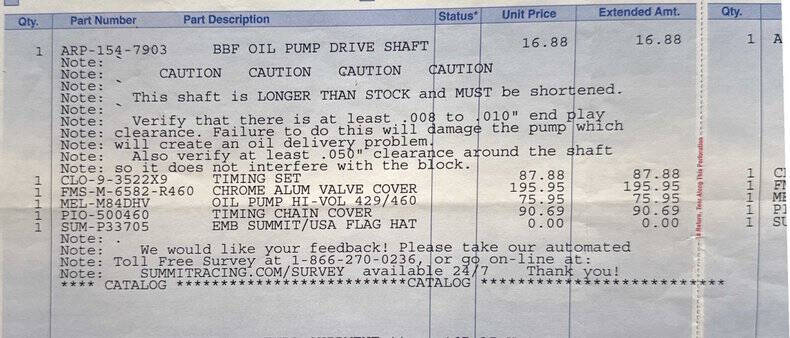 Qty. Part Number Part Description Status* Unit Price Extended Amt. Qty.
1 ARP-154-7903 BBF OIL PUMP DRIVE SHAFT 16.88 16.88 1 A
Note:
Note: CAUTION CAUTION CAUTION CAUTION
Note:
Note: This shaft is LONGER THAN STOCK and MUST be shortened.
Note:
Note: Verify that there is at least .008 to .010" end play
Note: clearance. Failure to do this will damage the pump which
Note: will create an oil delivery problem.
Note: Also verify at least .050" clearance around the shaft
Note: so it does not interfere with the block.
1 CLO-9-3522X9 TIMING SET 87.88 87.88 1
1 FMS-M-6582-R460 CHROME ALUM VALVE COVER 195.95 195.95 1
1 MEL-M84DHV OIL PUMP HI-VOL 429/460 75.95 75.95 1
1 PIO-500460 TIMING CHAIN COVER 90.69 90.69 1
1 SUM-P33705 EMB SUMMIT/USA FLAG HAT 0.00 0.00 1
Note: .
Note: We would like your feedback! Please take our automated
Note: Toll Free Survey at 1-866-270-0236, or go on-line at:
Note: SUMMITRACING.COM/SURVEY available 24/7 Thank you!
**** CATALOG **************************CATALOG *************************
Return, Tear Along This Perforation